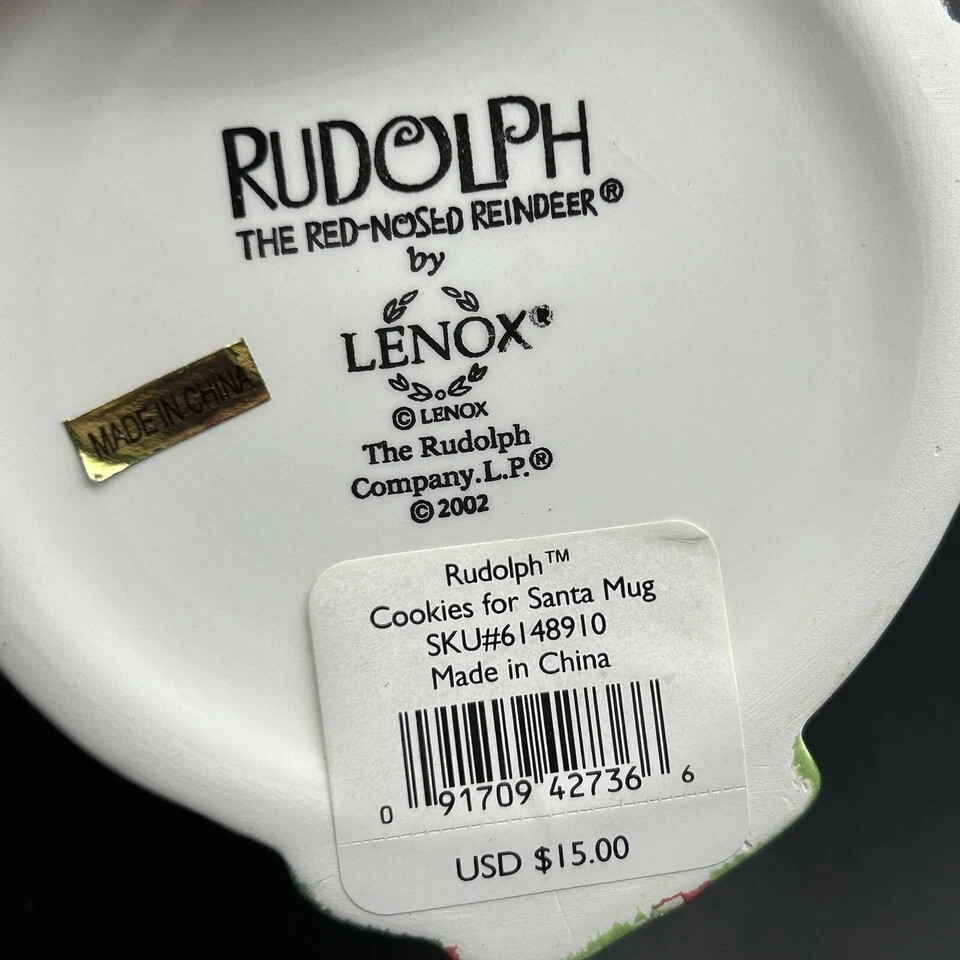 RUDOLPH
THE RED-NOSED REINDEER®
by
LENOX®
© LENOX
The Rudolph
Company.L.P.®
© 2002
MADE IN CHINA
Rudolph™
Cookies for Santa Mug
SKU#6148910
Made in China
0 91709 42736 6
USD $15.00